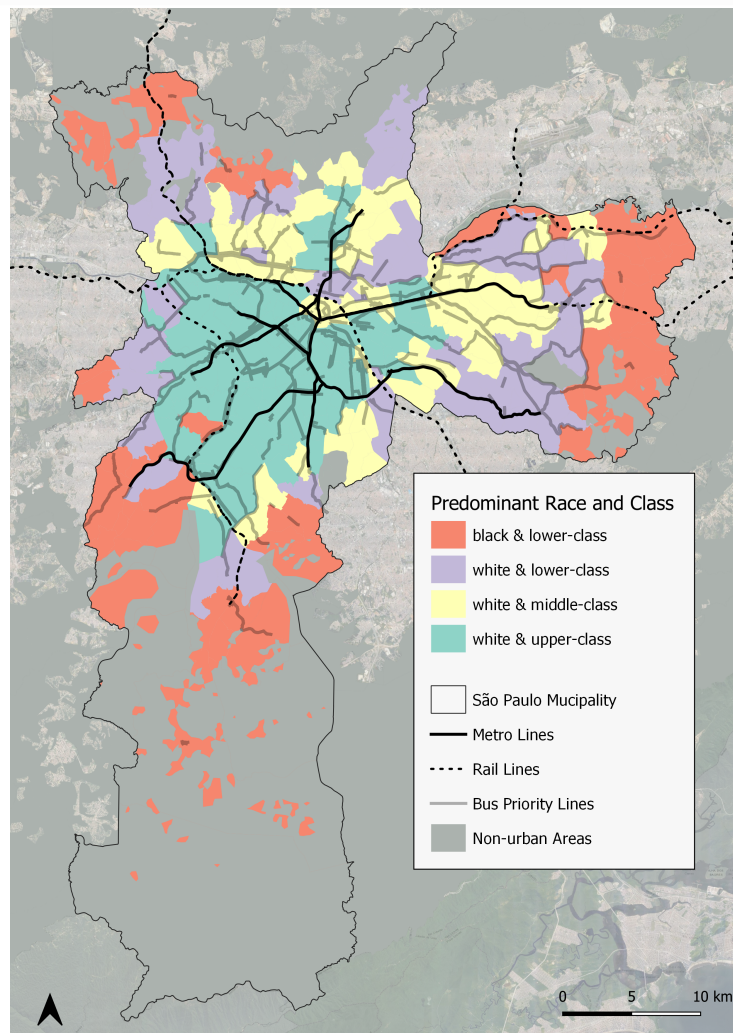 Predominant Race and Class
black & lower-class
white & lower-class
white & middle-class
white & upper-class
São Paulo Mucipality
Metro Lines
Rail Lines
Bus Priority Lines
Non-urban Areas
0 5 10 km